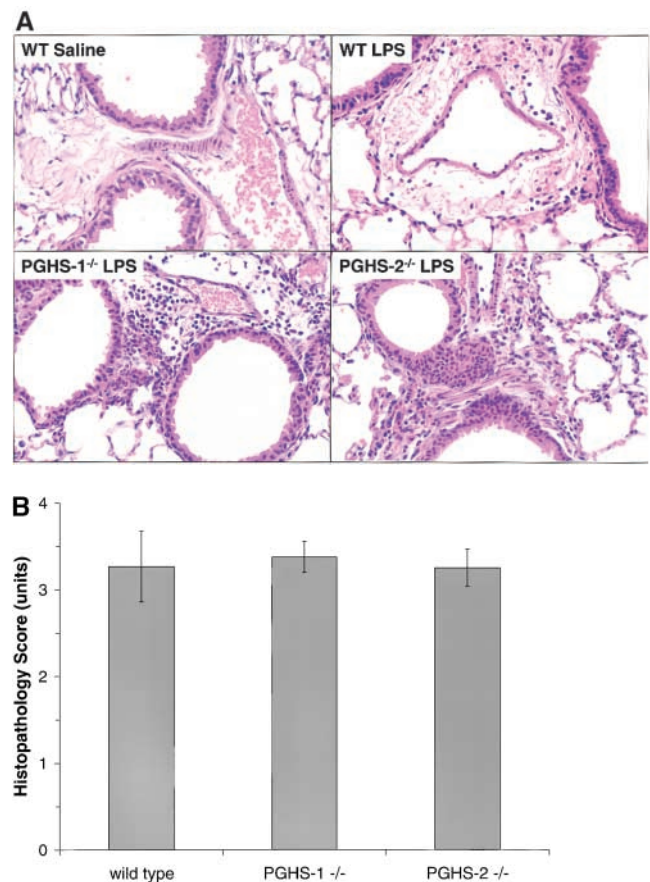 A
WT Saline
WT LPS
PGHS-1-/- LPS
PGHS-2-/- LPS
B
Histopathology Score (units)
4
3
2
1
0
wild type
PGHS-1 -/-
PGHS-2 -/-